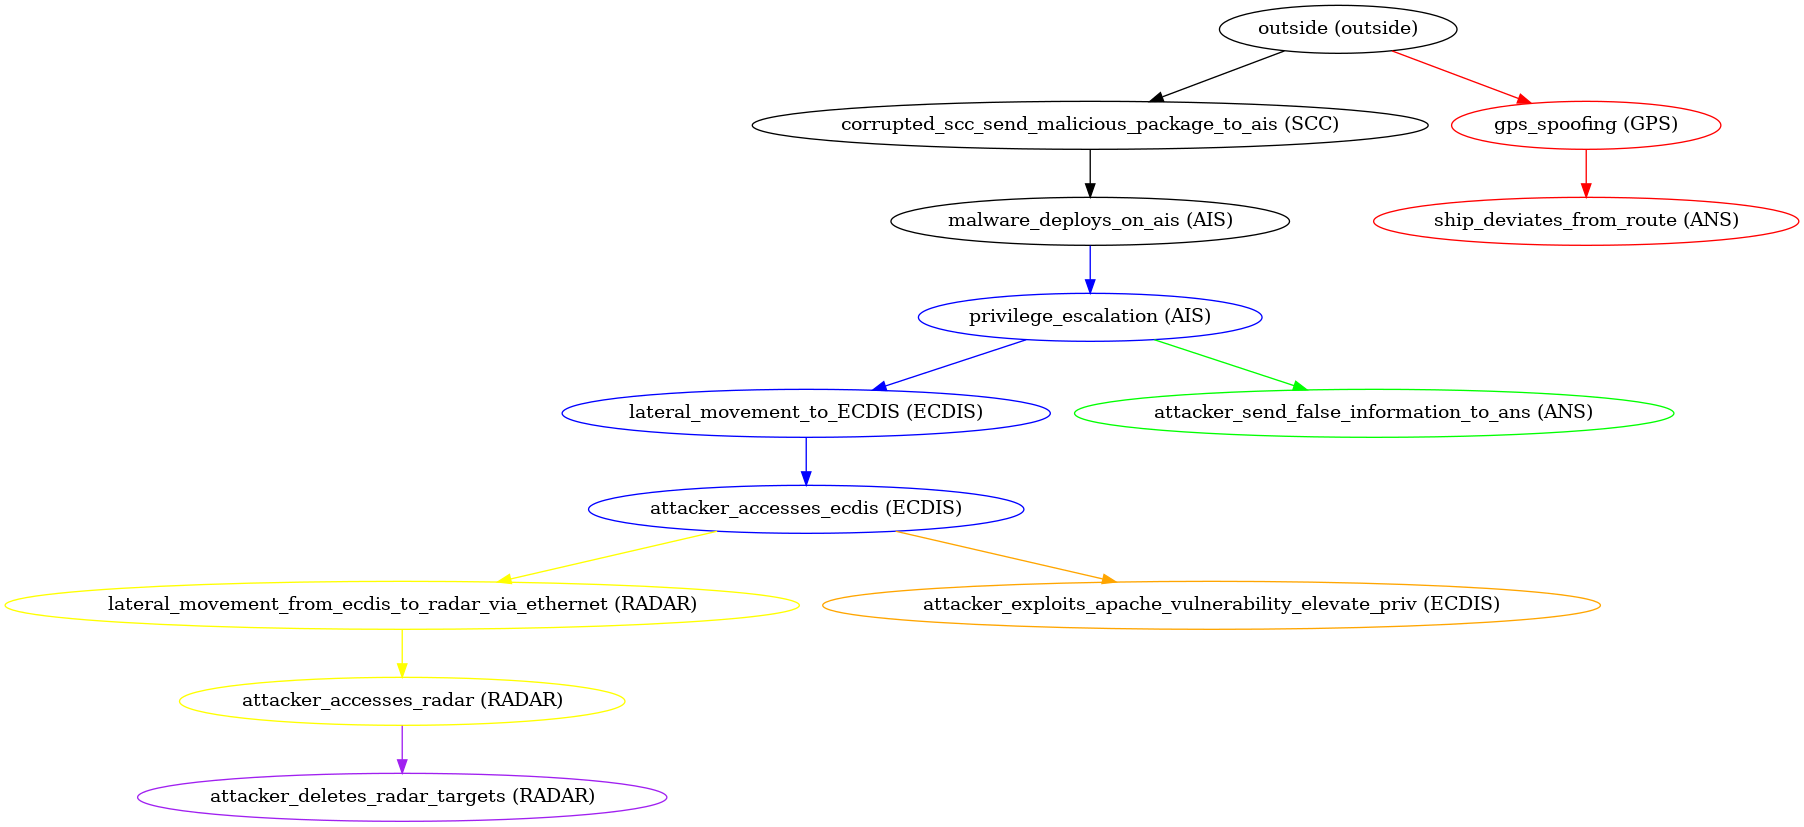 outside (outside)
corrupted_scc_send_malicious_package_to_ais (SCC)
gps_spoofing (GPS)
malware_deploys_on_ais (AIS)
ship_deviates_from_route (ANS)
privilege_escalation (AIS)
lateral_movement_to_ECDIS (ECDIS)
attacker_send_false_information_to_ans (ANS)
attacker_accesses_ecdis (ECDIS)
lateral_movement_from_ecdis_to_radar_via_ethernet (RADAR)
attacker_exploits_apache_vulnerability_elevate_priv (ECDIS)
attacker_accesses_radar (RADAR)
attacker_deletes_radar_targets (RADAR)